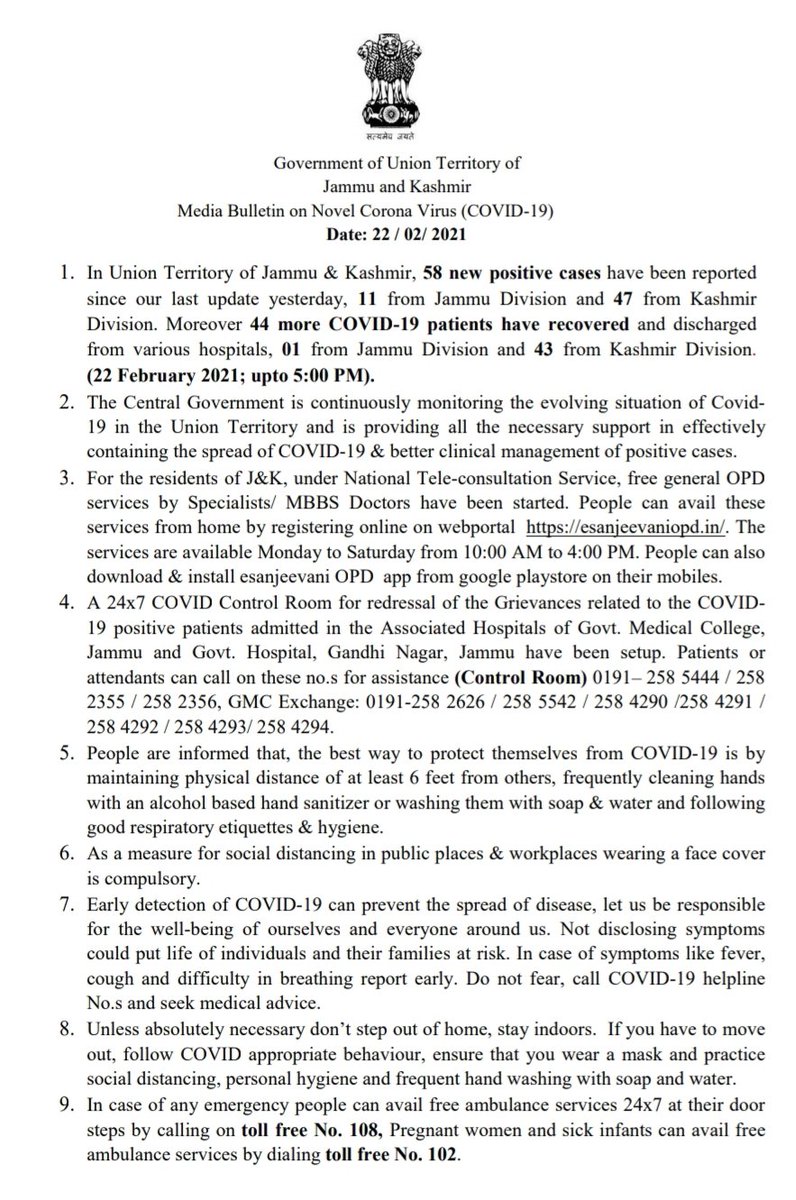 सत्यमेव जयते
Government of Union Territory of
Jammu and Kashmir
Media Bulletin on Novel Corona Virus (COVID-19)
Date: 22 / 02/ 2021
1. In Union Territory of Jammu & Kashmir, 58 new positive cases have been reported
since our last update yesterday, 11 from Jammu Division and 47 from Kashmir
Division. Moreover 44 more COVID-19 patients have recovered and discharged
from various hospitals, 01 from Jammu Division and 43 from Kashmir Division.
(22 February 2021; upto 5:00 PM).
2. The Central Government is continuously monitoring the evolving situation of Covid-
19 in the Union Territory and is providing all the necessary support in effectively
containing the spread of COVID-19 & better clinical management of positive cases.
3. For the residents of J&K, under National Tele-consultation Service, free general OPD
services by Specialists/ MBBS Doctors have been started. People can avail these
services from home by registering online on webportal https://esanjeevaniopd.in/. The
services are available Monday to Saturday from 10:00 AM to 4:00 PM. People can also
download & install esanjeevani OPD app from google playstore on their mobiles.
4. A 24x7 COVID Control Room for redressal of the Grievances related to the COVID-
19 positive patients admitted in the Associated Hospitals of Govt. Medical College,
Jammu and Govt. Hospital, Gandhi Nagar, Jammu have been setup. Patients or
attendants can call on these no.s for assistance (Control Room) 0191– 258 5444 / 258
2355 / 258 2356, GMC Exchange: 0191-258 2626 / 258 5542 / 258 4290 /258 4291 /
258 4292 / 258 4293/ 258 4294.
5. People are informed that, the best way to protect themselves from COVID-19 is by
maintaining physical distance of at least 6 feet from others, frequently cleaning hands
with an alcohol based hand sanitizer or washing them with soap & water and following
good respiratory etiquettes & hygiene.
6. As a measure for social distancing in public places & workplaces wearing a face cover
is compulsory.
7. Early detection of COVID-19 can prevent the spread of disease, let us be responsible
for the well-being of ourselves and everyone around us. Not disclosing symptoms
could put life of individuals and their families at risk. In case of symptoms like fever,
cough and difficulty in breathing report early. Do not fear, call COVID-19 helpline
No.s and seek medical advice.
8. Unless absolutely necessary don’t step out of home, stay indoors. If you have to move
out, follow COVID appropriate behaviour, ensure that you wear a mask and practice
social distancing, personal hygiene and frequent hand washing with soap and water.
9. In case of any emergency people can avail free ambulance services 24x7 at their door
steps by calling on toll free No. 108, Pregnant women and sick infants can avail free
ambulance services by dialing toll free No. 102.